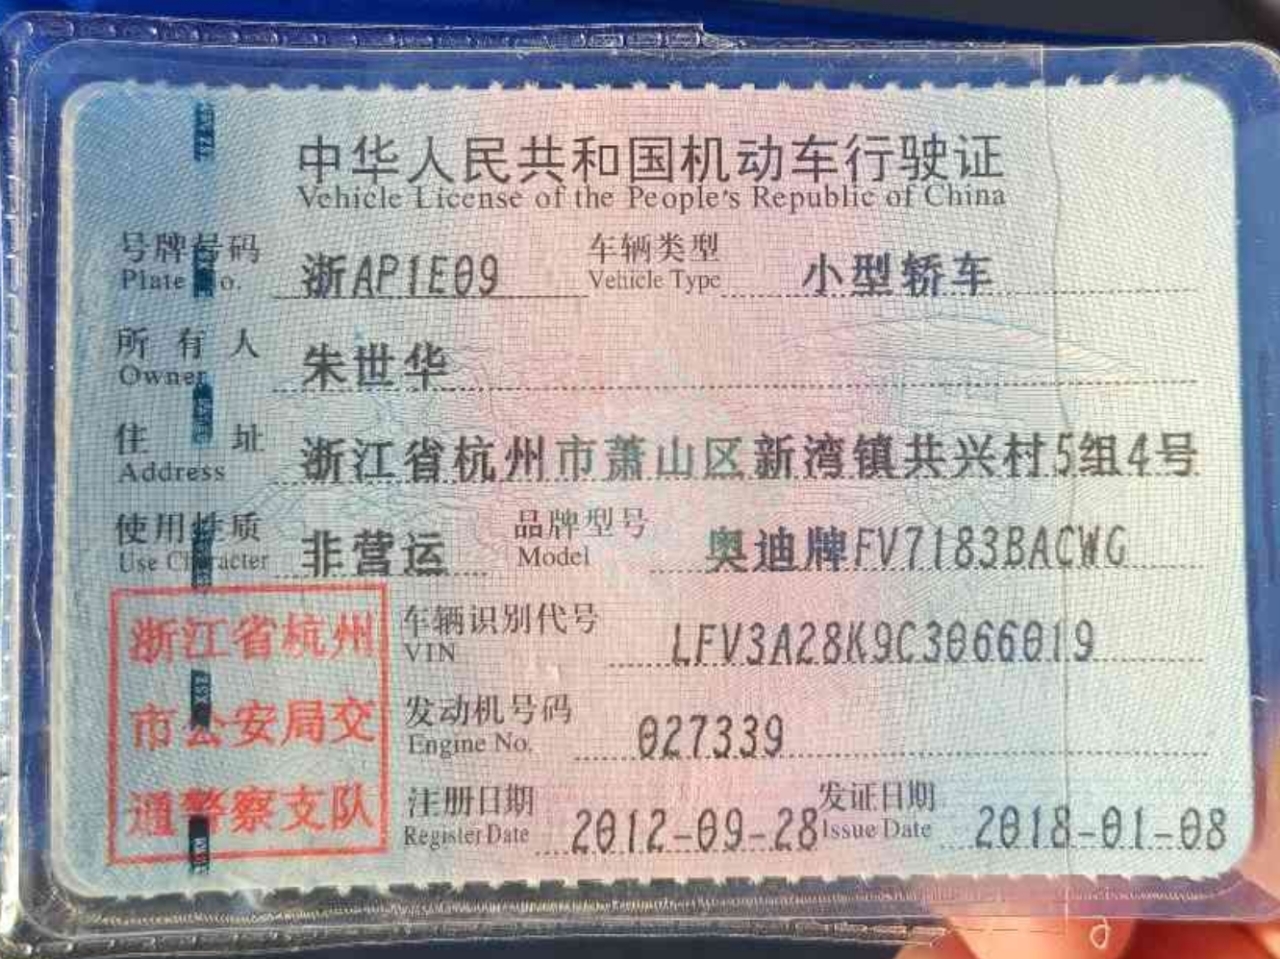 中华人民共和国机动车行驶证
Vehicle License of the People's Republic of China
号牌号码 浙AP1E09 车辆类型 小型轿车
Plate No. Vehicle Type
所有人 朱世华
Owner
住址 浙江省杭州市萧山区新湾镇共兴村5组4号
Address
使用性质 非营运 品牌型号 奥迪牌FV7183BACWG
Use Character Model
浙江省杭州
市公安局交
通警察支队
车辆识别代号 LFV3A28K9C3066019
VIN
发动机号码 027339
Engine No.
注册日期 2012-09-28 发证日期 2018-01-08
Register Date Issue Date